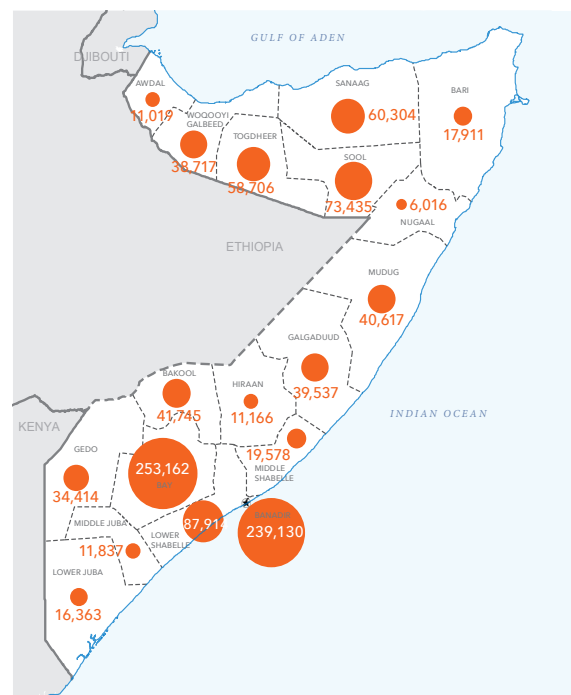 GULF OF ADEN
DJIBOUTI
AWDAL
11,019
WOQOOYI
GALBEED
38,717
TOGDHEER
58,706
SANAAG
60,304
BARI
17,911
SOOL
73,435
6,016
NUGAAL
ETHIOPIA
MUDUG
40,617
GALGADUUD
39,537
BAKOOL
41,745
HIRAAN
11,166
INDIAN OCEAN
KENYA
19,578
MIDDLE
SHABELLE
GEDO
34,414
253,162
BAY
BANADIR
239,130
87,914
LOWER
SHABELLE
MIDDLE JUBA
11,837
LOWER JUBA
16,363